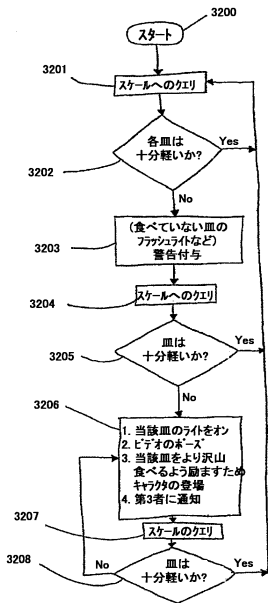 3200
スタート
3201
スケールへのクエリ
各皿は
十分軽いか?
Yes
3202
No
3203
(食べていない皿の
フラッシュライトなど)
警告付与
3204
スケールへのクエリ
皿は
十分軽いか?
Yes
3205
No
3206
1. 当該皿のライトをオン
2. ビデオのポーズ
3. 当該皿をより沢山
食べるよう励ますため
キャラクタの登場
4. 第3者に通知
3207
スケールのクエリ
No
皿は
十分軽いか?
Yes
3208